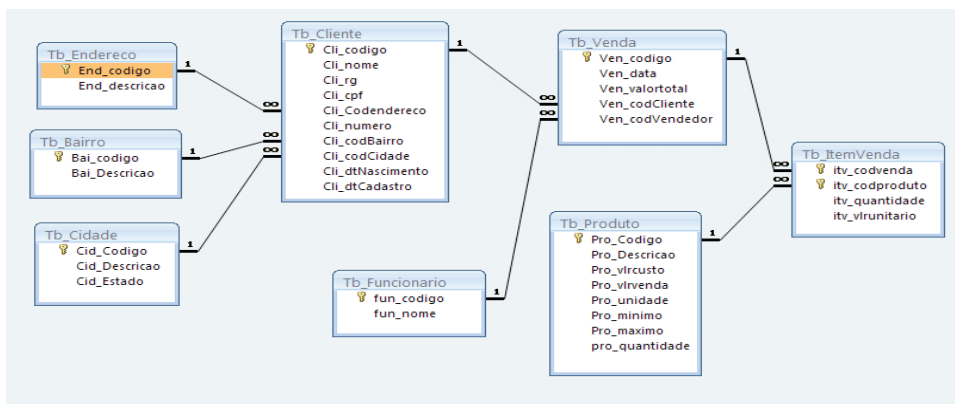 Tb_Endereco
End_codigo
End_descricao
1
∞
Tb_Bairro
Bai_codigo
Bai_Descricao
1
∞
Tb_Cidade
Cid_Codigo
Cid_Descricao
Cid_Estado
1
∞
Tb_Cliente
Cli_codigo
Cli_nome
Cli_rg
Cli_cpf
Cli_Codendereco
Cli_numero
Cli_codBairro
Cli_codCidade
Cli_dtNascimento
Cli_dtCadastro
1
∞
Tb_Funcionario
fun_codigo
fun_nome
1
∞
Tb_Venda
Ven_codigo
Ven_data
Ven_valortotal
Ven_codCliente
Ven_codVendedor
1
∞
Tb_Produto
Pro_Codigo
Pro_Descricao
Pro_vlrcusto
Pro_vlrvenda
Pro_unidade
Pro_minimo
Pro_maximo
pro_quantidade
1
∞
Tb_ItemVenda
itv_codvenda
itv_codproduto
itv_quantidade
itv_vlrunitario